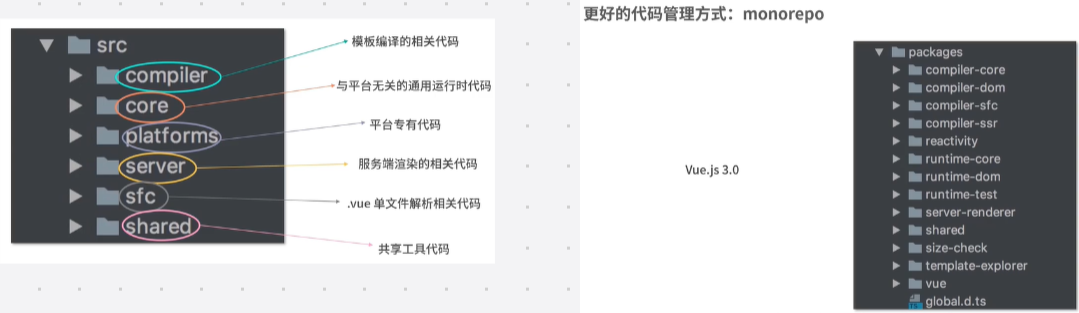 src
compiler
core
platforms
server
sfc
shared
模板编译的相关代码
与平台无关的通用运行时代码
平台专有代码
服务端渲染的相关代码
.vue 单文件解析相关代码
共享工具代码
更好的代码管理方式：monorepo
Vue.js 3.0
packages
compiler-core
compiler-dom
compiler-sfc
compiler-ssr
reactivity
runtime-core
runtime-dom
runtime-test
server-renderer
shared
size-check
template-explorer
vue
global.d.ts